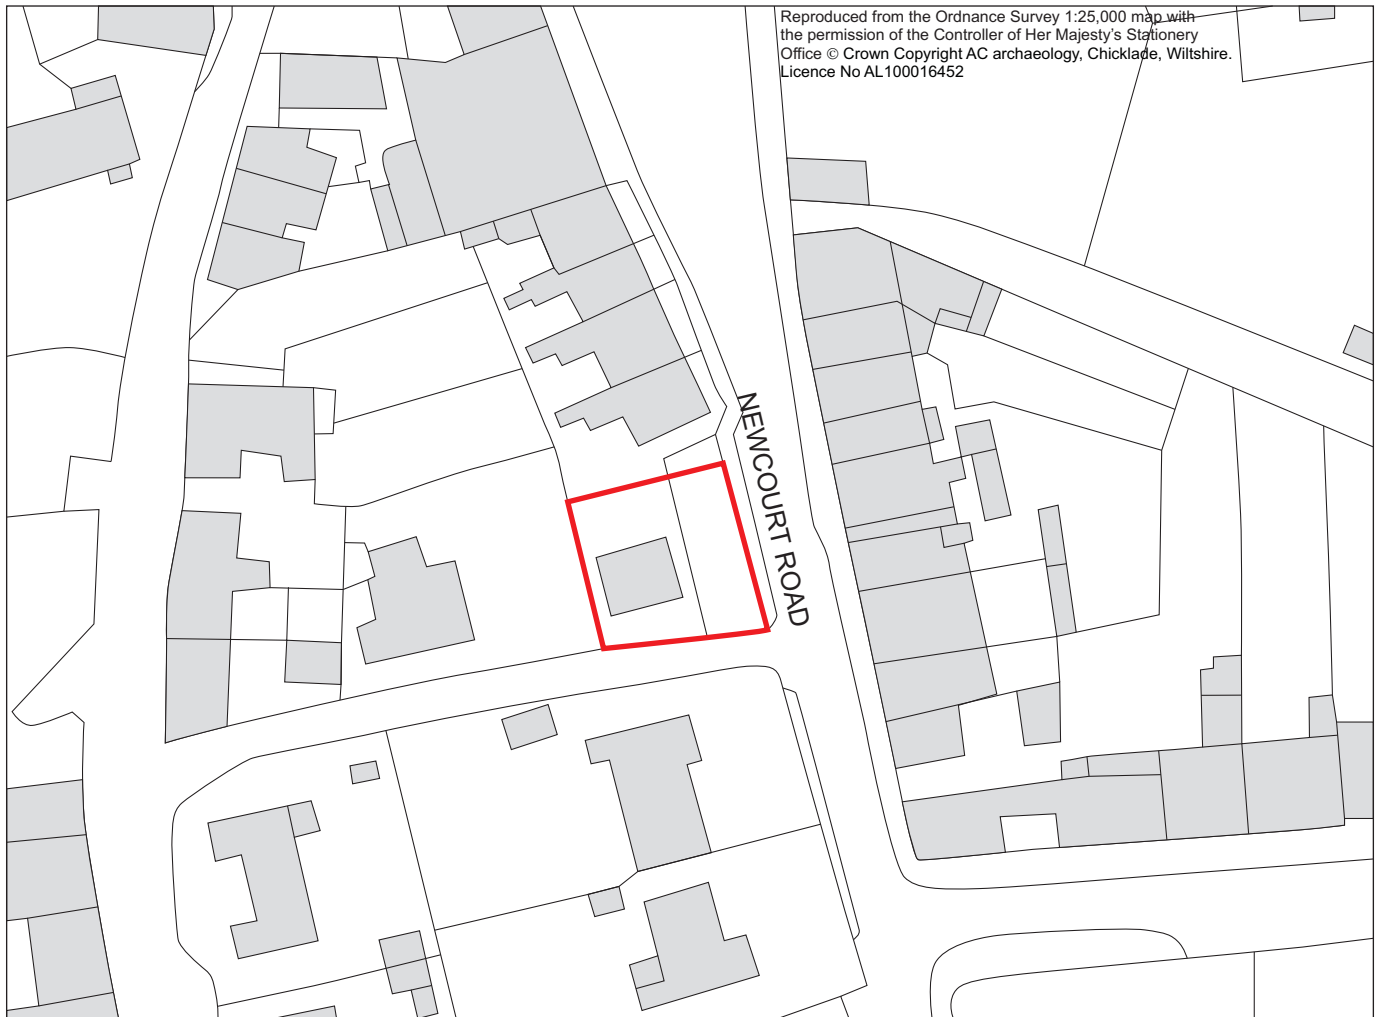 Reproduced from the Ordnance Survey 1:25,000 map with
the permission of the Controller of Her Majesty's Stationery
Office © Crown Copyright AC archaeology, Chicklade, Wiltshire.
Licence No AL100016452
NEWCOURT ROAD